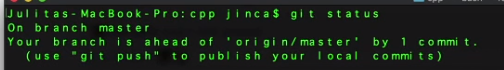 Julitas-MacBook-Pro:cpp jinca$ git status
On branch master
Your branch is ahead of 'origin/master' by 1 commit.
  (use "git push" to publish your local commits)